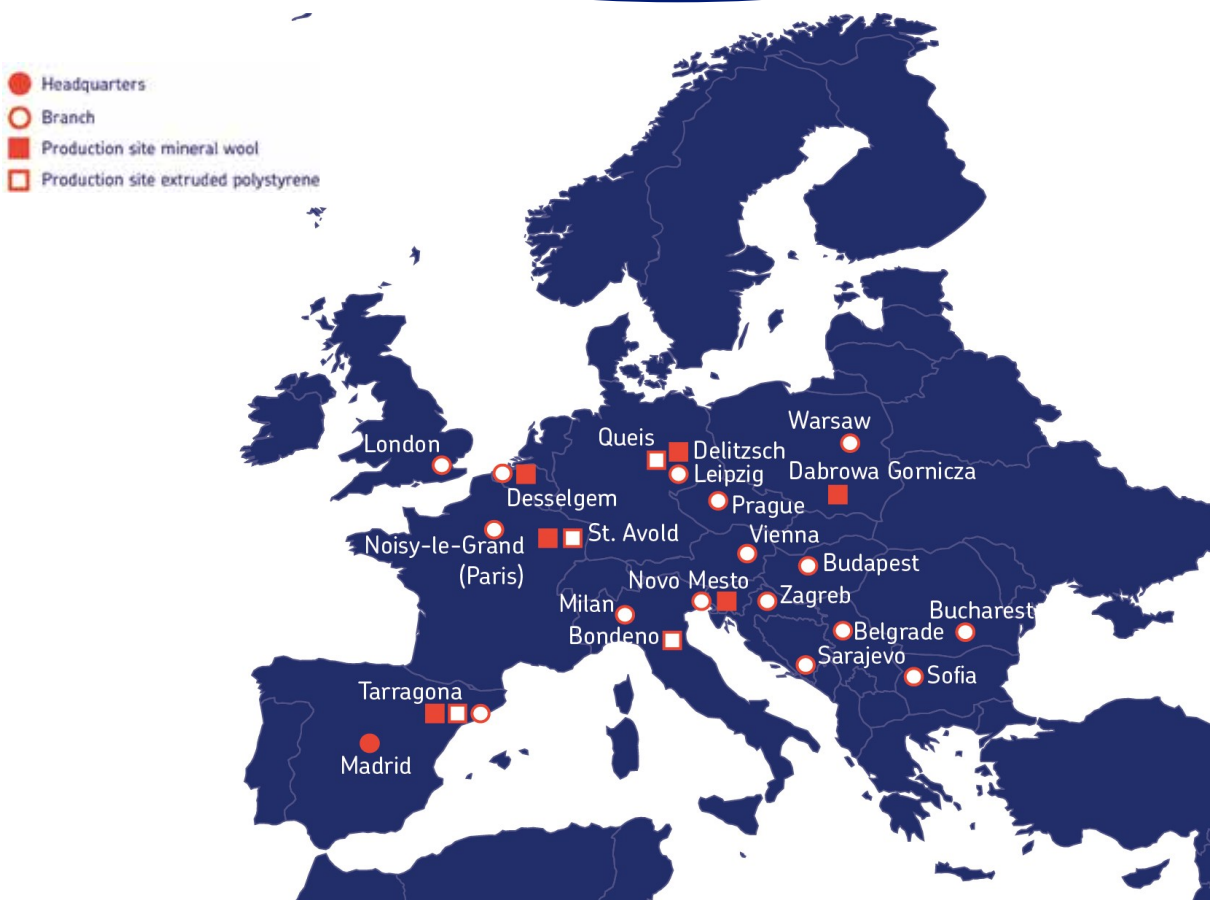 Headquarters
Branch
Production site mineral wool
Production site extruded polystyrene
Warsaw
Queis
London
Delitzsch
Dabrowa Gornicza
Leipzig
Desselgem
Prague
St. Avold
Vienna
Noisy-le-Grand
(Paris)
Budapest
Novo Mesto
Zagreb
Milan
Bucharest
Belgrade
Bondeno
Sarajevo
Sofia
Tarragona
Madrid